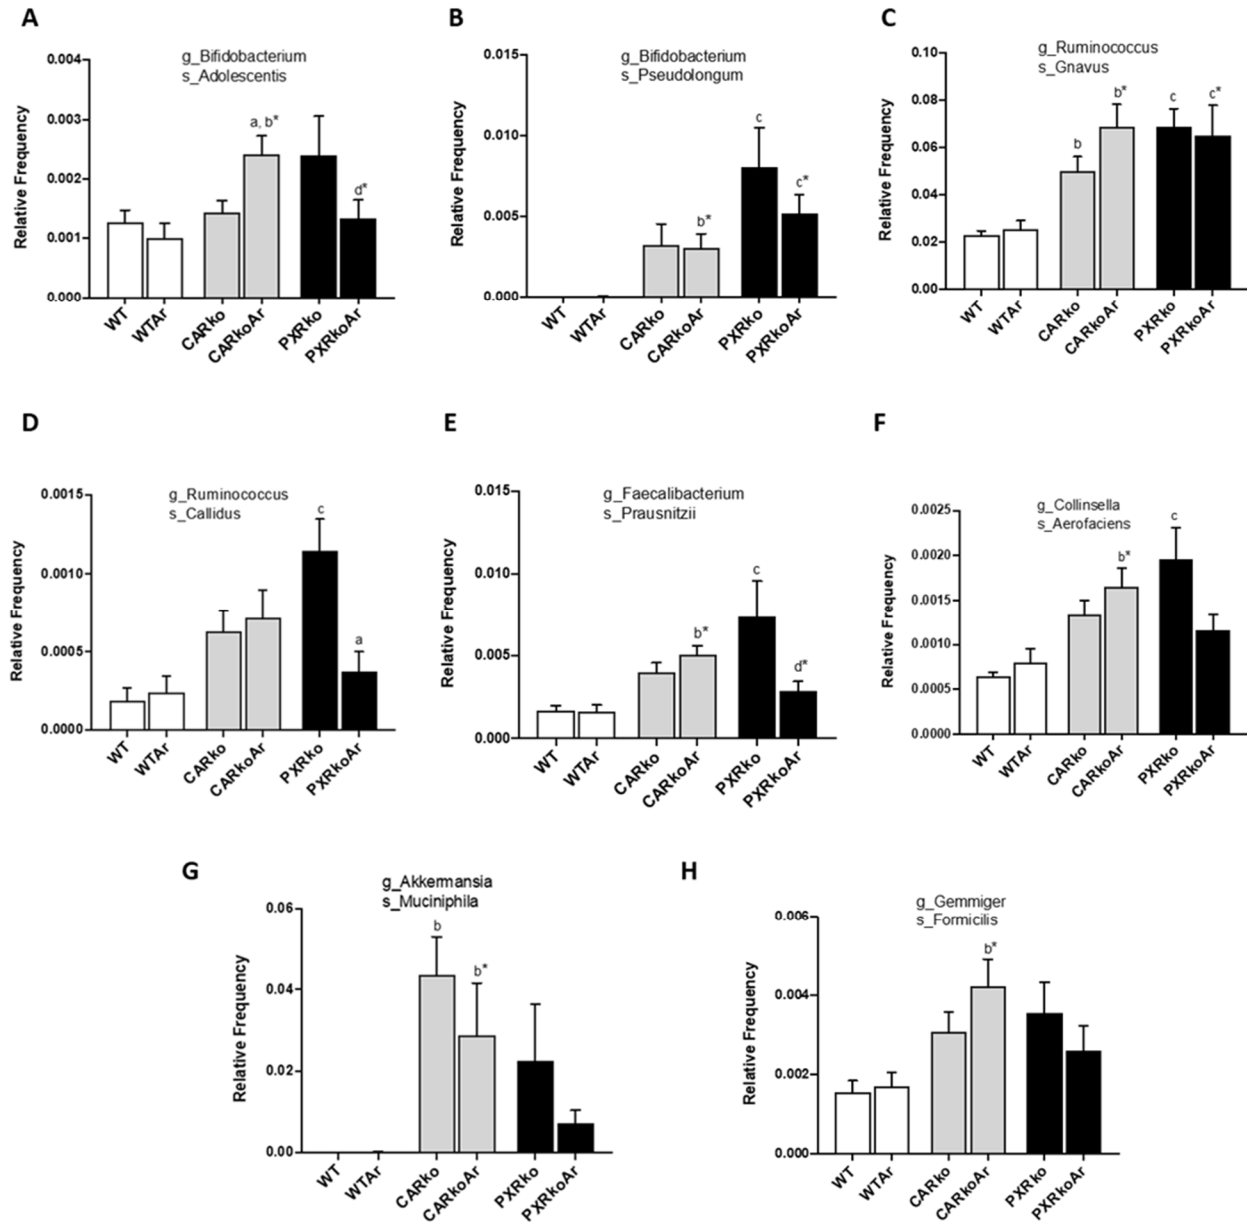 A
g_Bifidobacterium
s_Adolescentis
Relative Frequency
0.004
0.003
0.002
0.001
0.000
a, b*
d*
WT
WTAr
CARko
CARkoAr
PXRko
PXRkoAr
B
g_Bifidobacterium
s_Pseudolongum
Relative Frequency
0.015
0.010
0.005
0.000
b*
c
c*
WT
WTAr
CARko
CARkoAr
PXRko
PXRkoAr
C
g_Ruminococcus
s_Gnavus
Relative Frequency
0.10
0.08
0.06
0.04
0.02
0.00
b
b*
c
c*
WT
WTAr
CARko
CARkoAr
PXRko
PXRkoAr
D
g_Ruminococcus
s_Callidus
Relative Frequency
0.0015
0.0010
0.0005
0.0000
c
a
WT
WTAr
CARko
CARkoAr
PXRko
PXRkoAr
E
g_Faecalibacterium
s_Prausnitzii
Relative Frequency
0.015
0.010
0.005
0.000
b*
c
d*
WT
WTAr
CARko
CARkoAr
PXRko
PXRkoAr
F
g_Collinsella
s_Aerofaciens
Relative Frequency
0.0025
0.0020
0.0015
0.0010
0.0005
0.0000
b*
c
WT
WTAr
CARko
CARkoAr
PXRko
PXRkoAr
G
g_Akkermansia
s_Muciniphila
Relative Frequency
0.06
0.04
0.02
0.00
b
b*
WT
WTAr
CARko
CARkoAr
PXRko
PXRkoAr
H
g_Gemmiger
s_Formicilis
Relative Frequency
0.006
0.004
0.002
0.000
b*
WT
WTAr
CARko
CARkoAr
PXRko
PXRkoAr